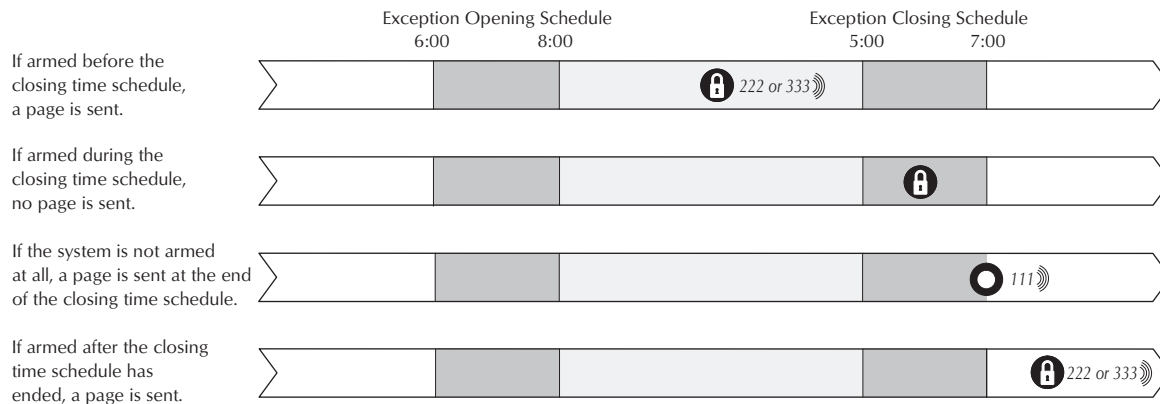 Exception Opening Schedule
Exception Closing Schedule
6:00
8:00
5:00
7:00
If armed before the
closing time schedule,
a page is sent.
222 or 333
If armed during the
closing time schedule,
no page is sent.
If the system is not armed
at all, a page is sent at the end
of the closing time schedule.
111
If armed after the closing
time schedule has
ended, a page is sent.
222 or 333